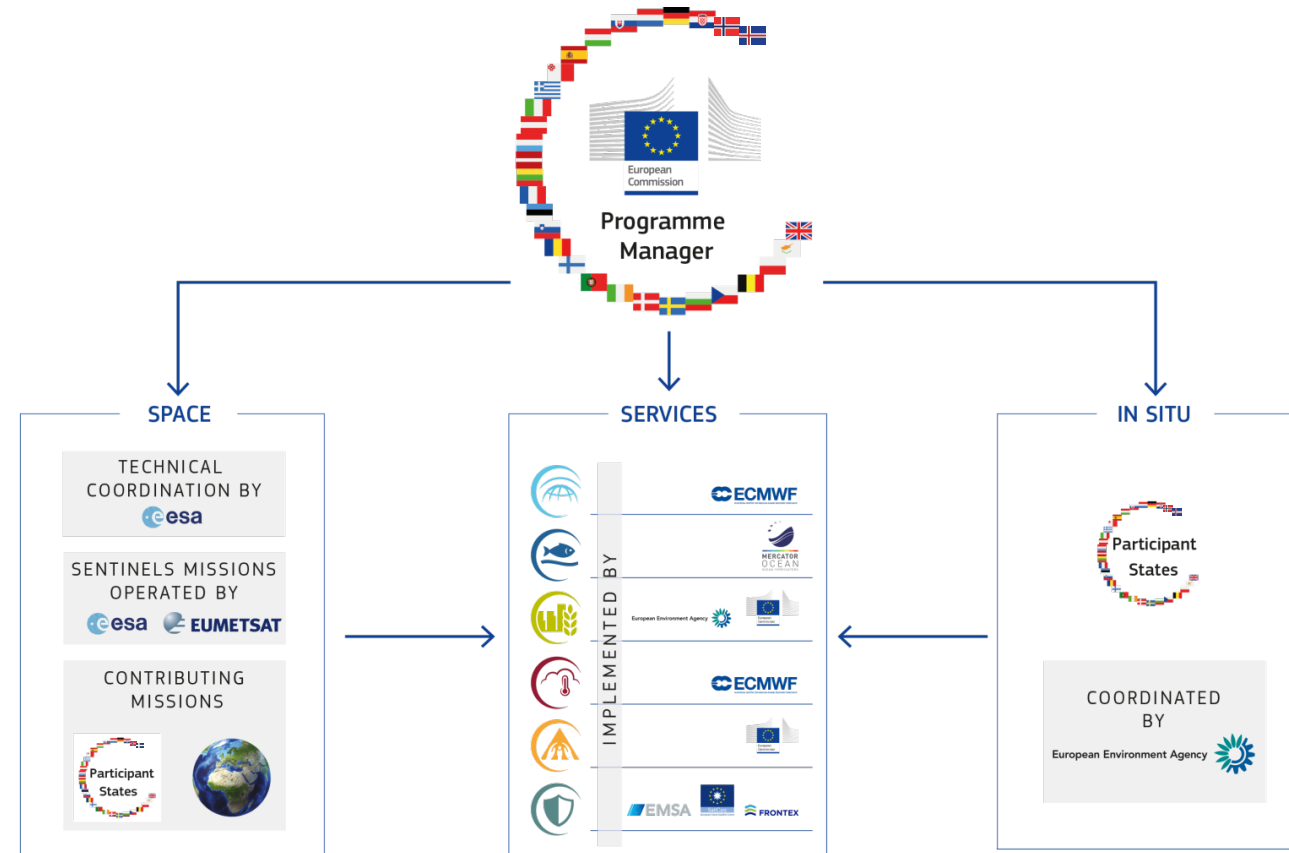 European
Commission
Programme
Manager
SPACE
TECHNICAL
COORDINATION BY
esa
SENTINELS MISSIONS
OPERATED BY
esa EUMETSAT
CONTRIBUTING
MISSIONS
Participant
States
SERVICES
IMPLEMENTED BY
ECMWF
MERCATOR
OCEAN
European Environment Agency
ECMWF
EMSA
FRONTEX
IN SITU
Participant
States
COORDINATED
BY
European Environment Agency